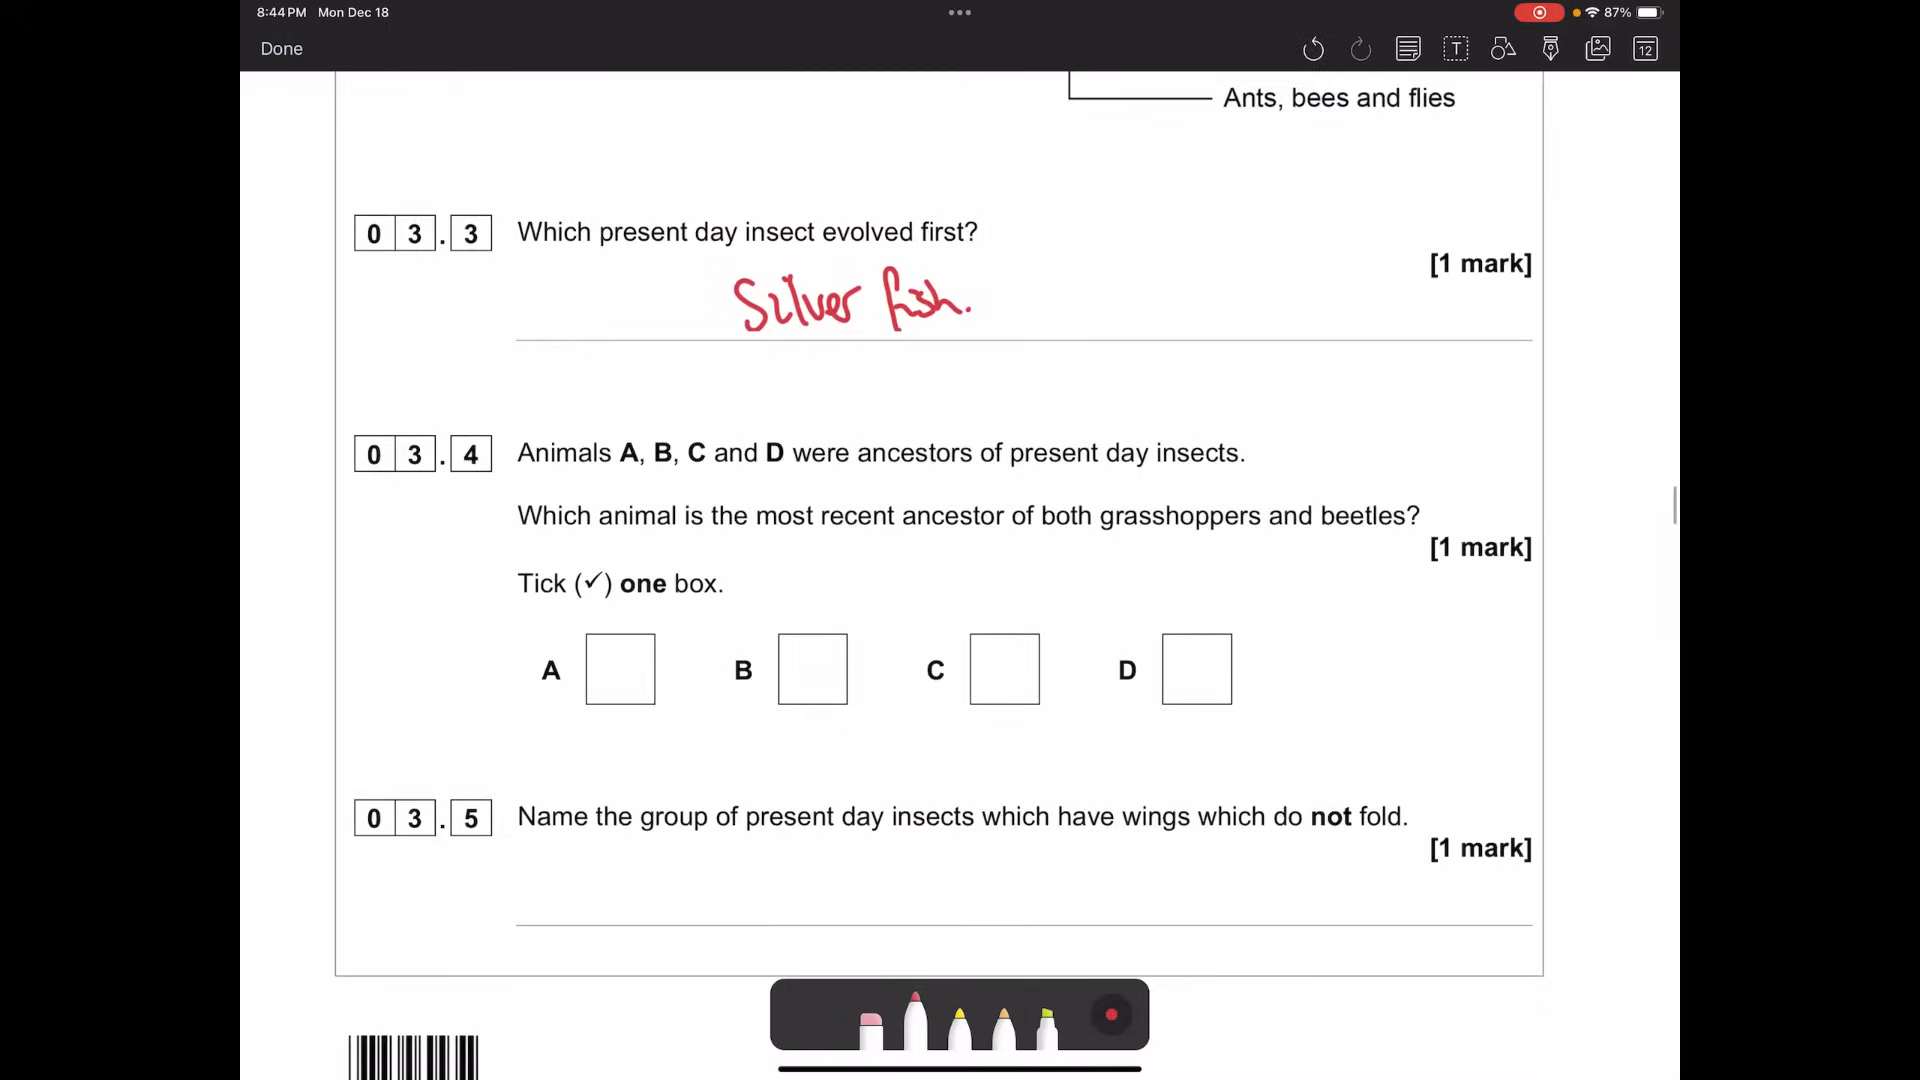 8:44 PM Mon Dec 18
87%
Done
T
12
Ants, bees and flies
0 3 . 3 Which present day insect evolved first?
[1 mark]
Silver fish.
0 3 . 4 Animals A, B, C and D were ancestors of present day insects.
Which animal is the most recent ancestor of both grasshoppers and beetles?
[1 mark]
Tick (✓) one box.
A B C D
0 3 . 5 Name the group of present day insects which have wings which do not fold.
[1 mark]